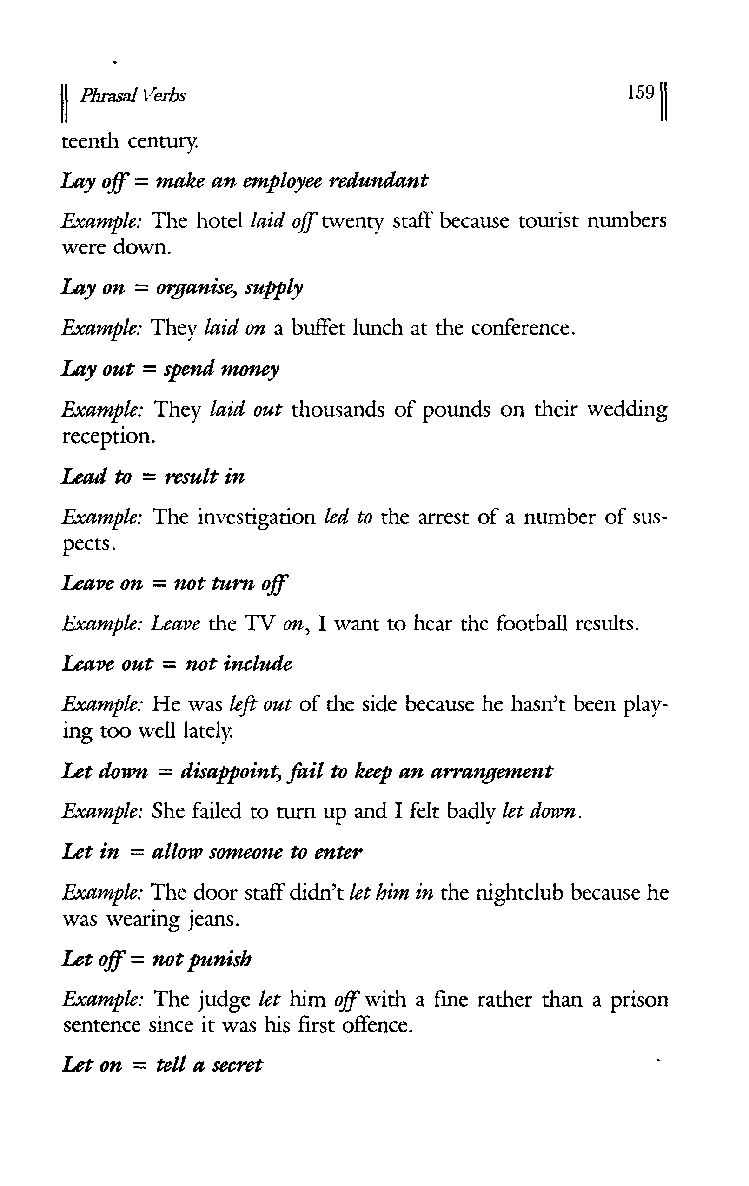 Phrasal Verbs 159
teenth century.
Lay off = make an employee redundant
Example: The hotel laid off twenty staff because tourist numbers
were down.
Lay on = organise, supply
Example: They laid on a buffet lunch at the conference.
Lay out = spend money
Example: They laid out thousands of pounds on their wedding
reception.
Lead to = result in
Example: The investigation led to the arrest of a number of sus-
pects.
Leave on = not turn off
Example: Leave the TV on, I want to hear the football results.
Leave out = not include
Example: He was left out of the side because he hasn't been play-
ing too well lately.
Let down = disappoint, fail to keep an arrangement
Example: She failed to turn up and I felt badly let down.
Let in = allow someone to enter
Example: The door staff didn't let him in the nightclub because he
was wearing jeans.
Let off = not punish
Example: The judge let him off with a fine rather than a prison
sentence since it was his first offence.
Let on = tell a secret